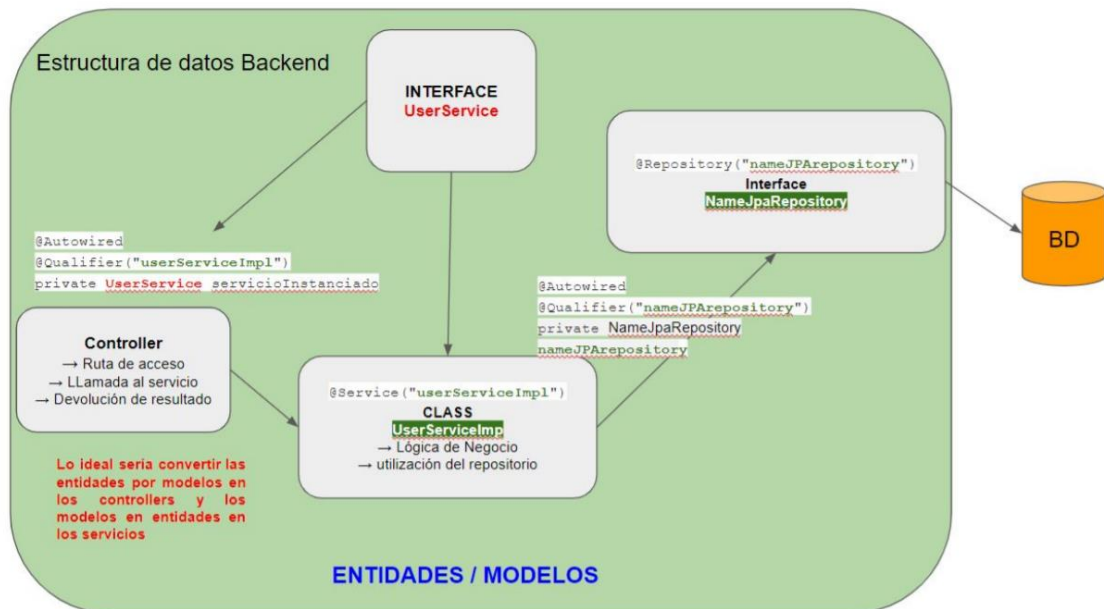 Estructura de datos Backend
INTERFACE
UserService
@Repository("nameJPArepository")
Interface
NameJpaRepository
BD
@Autowired
@Qualifier("userServiceImpl")
private UserService servicioInstanciado
@Autowired
@Qualifier("nameJPArepository")
private NameJpaRepository
nameJPArepository
Controller
→ Ruta de acceso
→ LLamada al servicio
→ Devolución de resultado
@Service("userServiceImpl")
CLASS
UserServiceImp
→ Lógica de Negocio
→ utilización del repositorio
Lo ideal sería convertir las
entidades por modelos en
los controllers y los
modelos en entidades en
los servicios
ENTIDADES / MODELOS